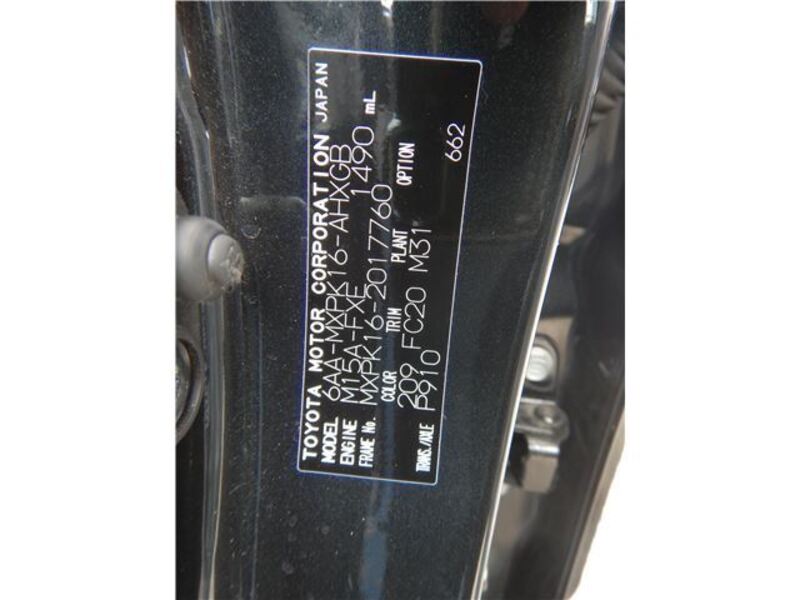 TOYOTA MOTOR CORPORATION JAPAN
MODEL 6AA-MXPK16-AHXGB
ENGINE M15A-FXE 1490 mL
FRAME No. MXPK16-2017760
COLOR TRIM PLANT OPTION
209 FC20 M31
TRANS./AXLE P910 662